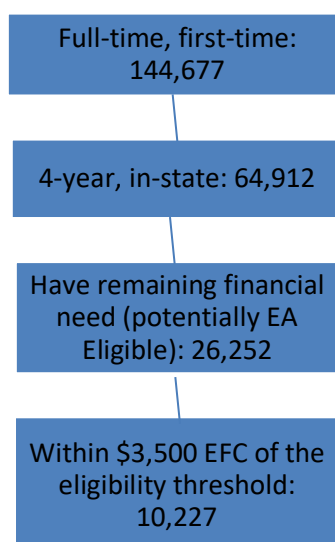 Full-time, first-time:
144,677
4-year, in-state: 64,912
Have remaining financial
need (potentially EA
Eligible): 26,252
Within $3,500 EFC of the
eligibility threshold:
10,227